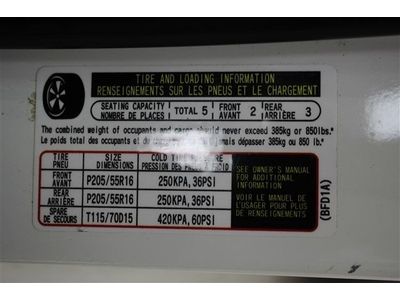 TIRE AND LOADING INFORMATION
RENSEIGNEMENTS SUR LES PNEUS ET LE CHARGEMENT
SEATING CAPACITY
NOMBRE DE PLACES
TOTAL 5
FRONT
AVANT
2
REAR
ARRIÈRE
3
The combined weight of occupants and cargo should never exceed 385kg or 850lbs.
Le poids total des occupants et du jamais dépasser 385kg ou 850 lb.
TIRE
PNEU
SIZE
DIMENSIONS
COLD TIRE PRESSURE
PRESSION DES PNEUS
FRONT
AVANT
P205/55R16
250KPA,36PSI
REAR
ARRIÈRE
P205/55R16
250KPA,36PSI
SPARE
DE SECOURS
T115/70D15
420KPA,60PSI
SEE OWNER'S MANUAL
FOR ADDITIONAL
INFORMATION
VOIR LE MANUEL DE
L'USAGER POUR PLUS
DE RENSEIGNEMENTS
(BFD1A)